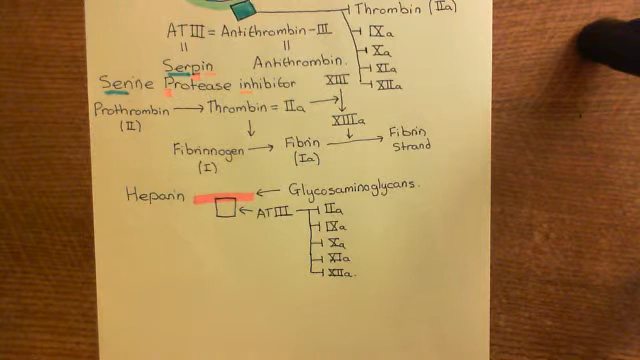 Thrombin (IIa)
ATIII = Antithrombin-III
IXa
= =
Xa
Serpin Antithrombin.
XIa
Serine Protease inhibitor XIII
XIIa
Prothrombin → Thrombin = IIa →
(II)
XIIIa
Fibrinnogen → Fibrin → Fibrin Strand
(I) (Ia)
Heparin ← Glycosaminoglycans.
← ATIII IIa
IXa
Xa
XIa
XIIa.